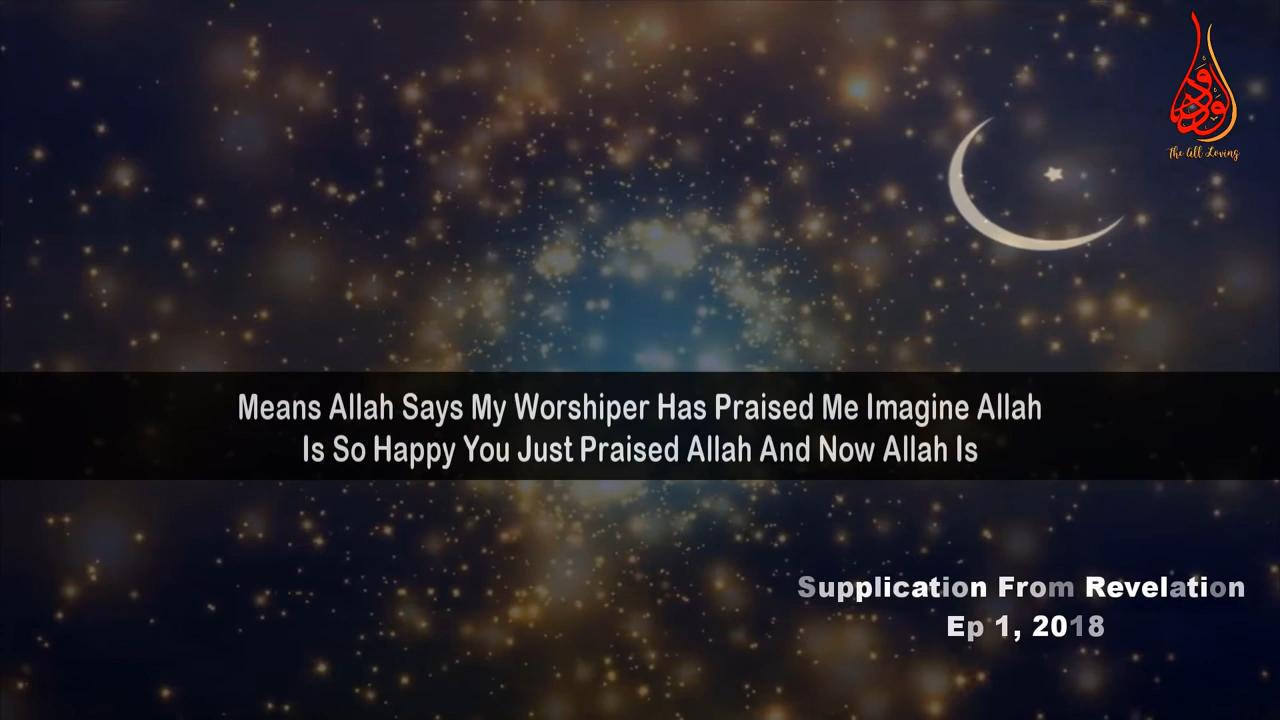 الودود
The All Loving
Means Allah Says My Worshiper Has Praised Me Imagine Allah
Is So Happy You Just Praised Allah And Now Allah Is
Supplication From Revelation
Ep 1, 2018